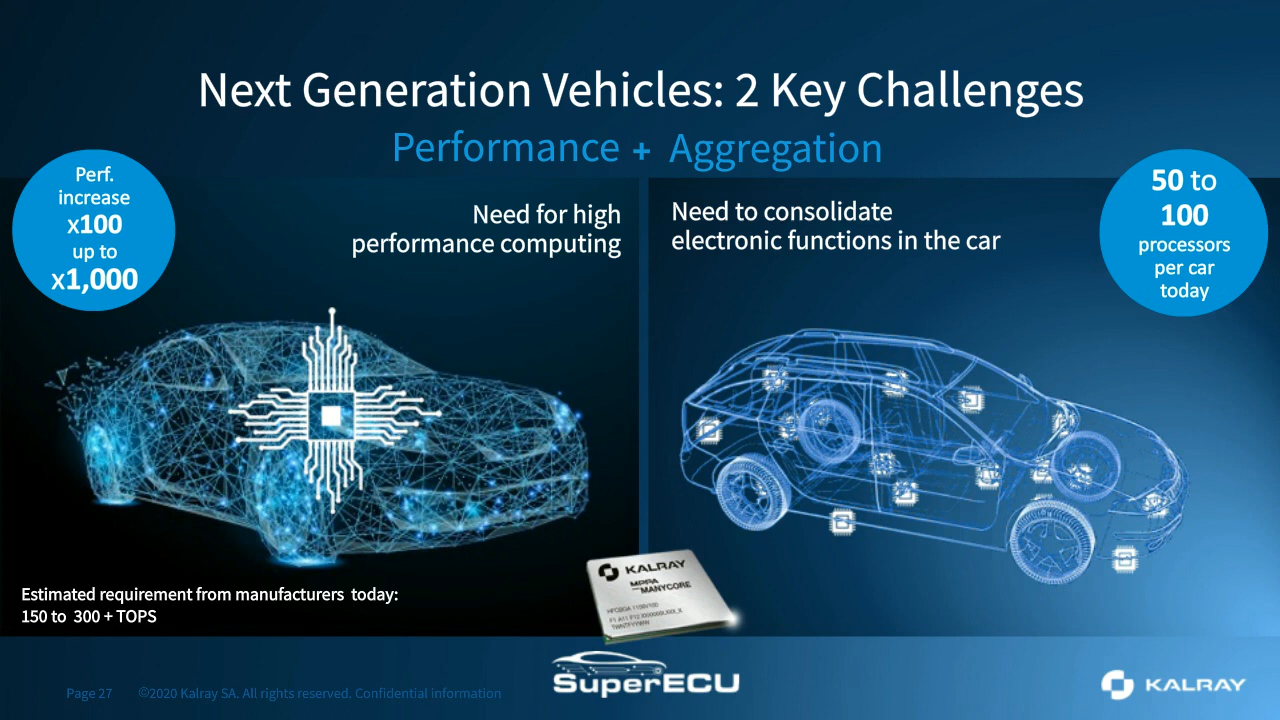 Next Generation Vehicles: 2 Key Challenges
Performance + Aggregation
Perf.
increase
x100
up to
x1,000
Need for high
performance computing
Need to consolidate
electronic functions in the car
50 to
100
processors
per car
today
Estimated requirement from manufacturers today:
150 to 300 + TOPS
KALRAY
MPPA
MANYCORE
SuperECU
Page 27 ©2020 Kalray SA. All rights reserved. Confidential information
KALRAY